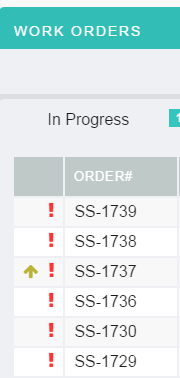 WORK ORDERS
In Progress
ORDER#
! SS-1739
! SS-1738
! SS-1737
! SS-1736
! SS-1730
! SS-1729